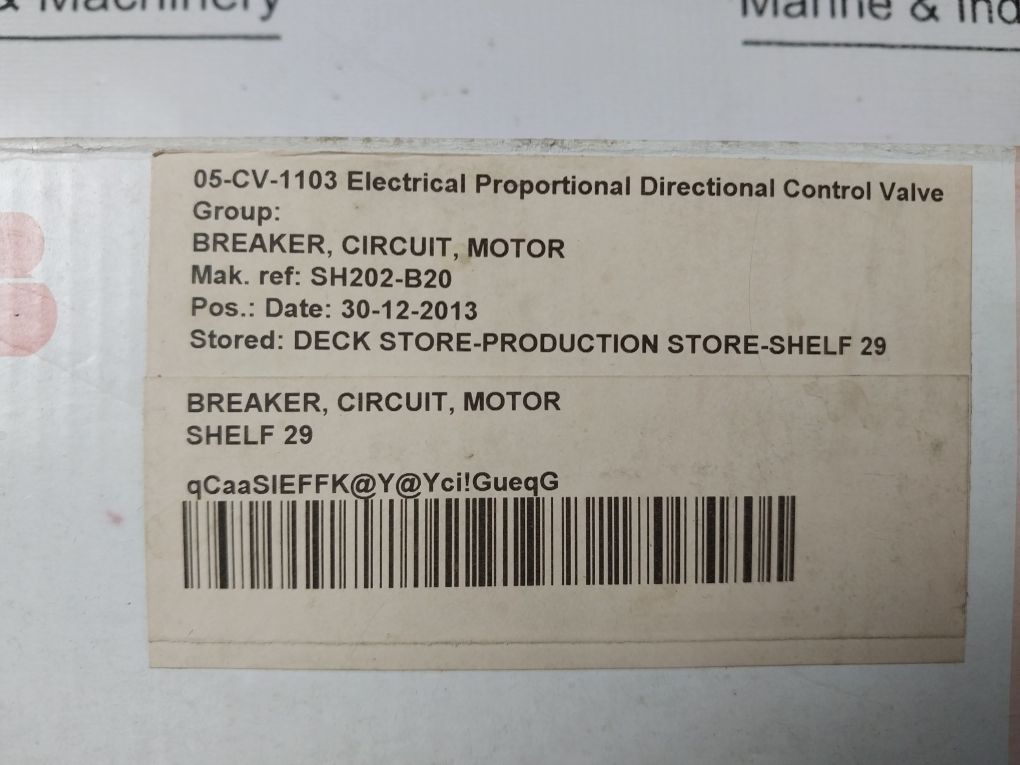 & Machinery
Marine &
05-CV-1103 Electrical Proportional Directional Control Valve
Group:
BREAKER, CIRCUIT, MOTOR
Mak. ref: SH202-B20
Pos.: Date: 30-12-2013
Stored: DECK STORE-PRODUCTION STORE-SHELF 29
BREAKER, CIRCUIT, MOTOR
SHELF 29
qCaaSIEFFK@Y@Yci!GueqG